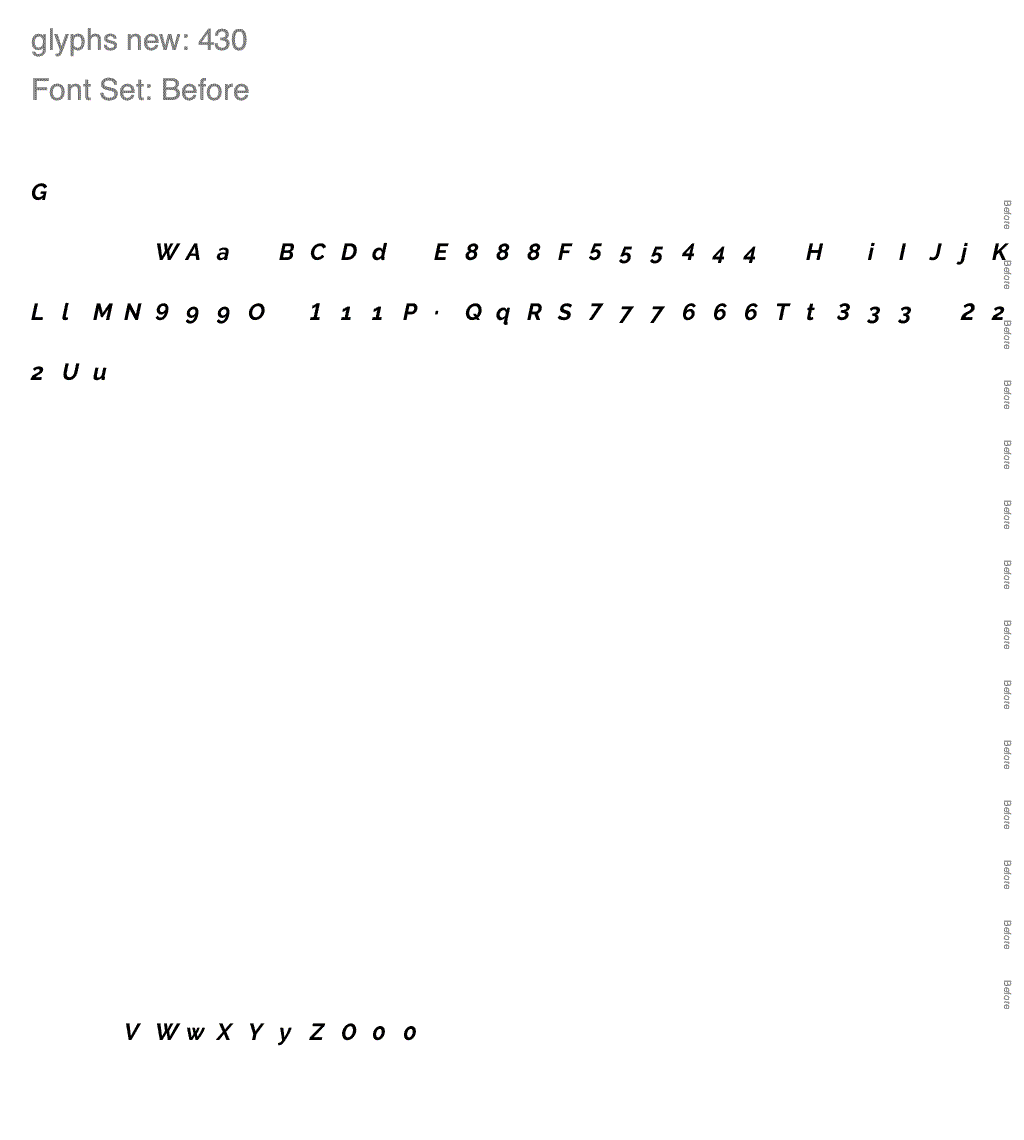 glyphs new: 430
Font Set: Before
G
W A a B C D d E 8 8 8 F 5 5 5 4 4 4 H i I J j K
L l M N 9 9 9 O 1 1 1 P · Q q R S 7 7 7 6 6 6 T t 3 3 3 2 2
2 U u
V W w X Y y Z 0 0 0
Before
Before
Before
Before
Before
Before
Before
Before
Before
Before
Before
Before
Before
Before